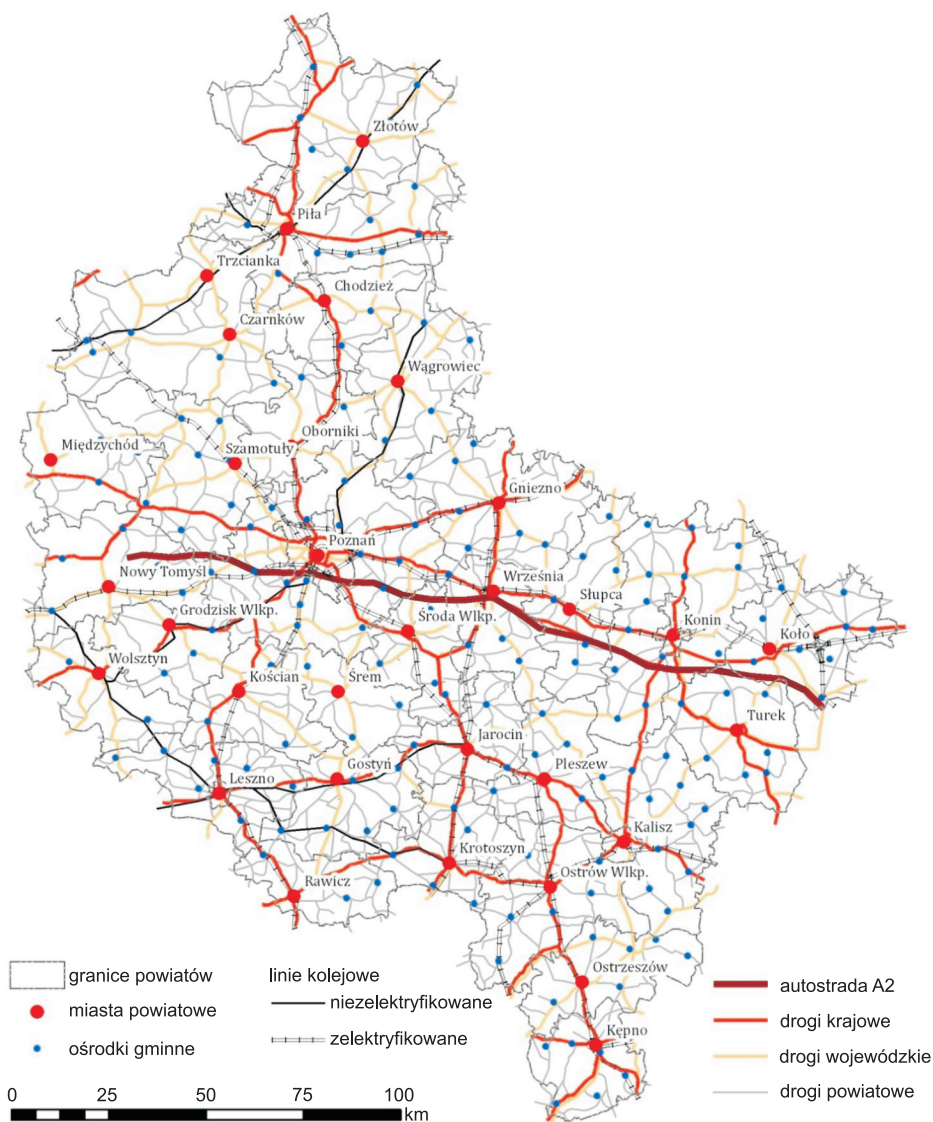 Złotów
Piła
Trzcianka
Chodzież
Czarnków
Wągrowiec
Międzychód
Szamotuły
Oborniki
Gniezno
Poznań
Nowy Tomyśl
Września
Słupca
Grodzisk Wlkp.
Środa Wlkp.
Konin
Koło
Wolsztyn
Kościan
Śrem
Turek
Jarocin
Leszno
Gostyń
Pleszew
Kalisz
Krotoszyn
Ostrów Wlkp.
Rawicz
Ostrzeszów
Kępno
granice powiatów
miasta powiatowe
ośrodki gminne
linie kolejowe
niezelektryfikowane
zelektryfikowane
autostrada A2
drogi krajowe
drogi wojewódzkie
drogi powiatowe
0 25 50 75 100
km